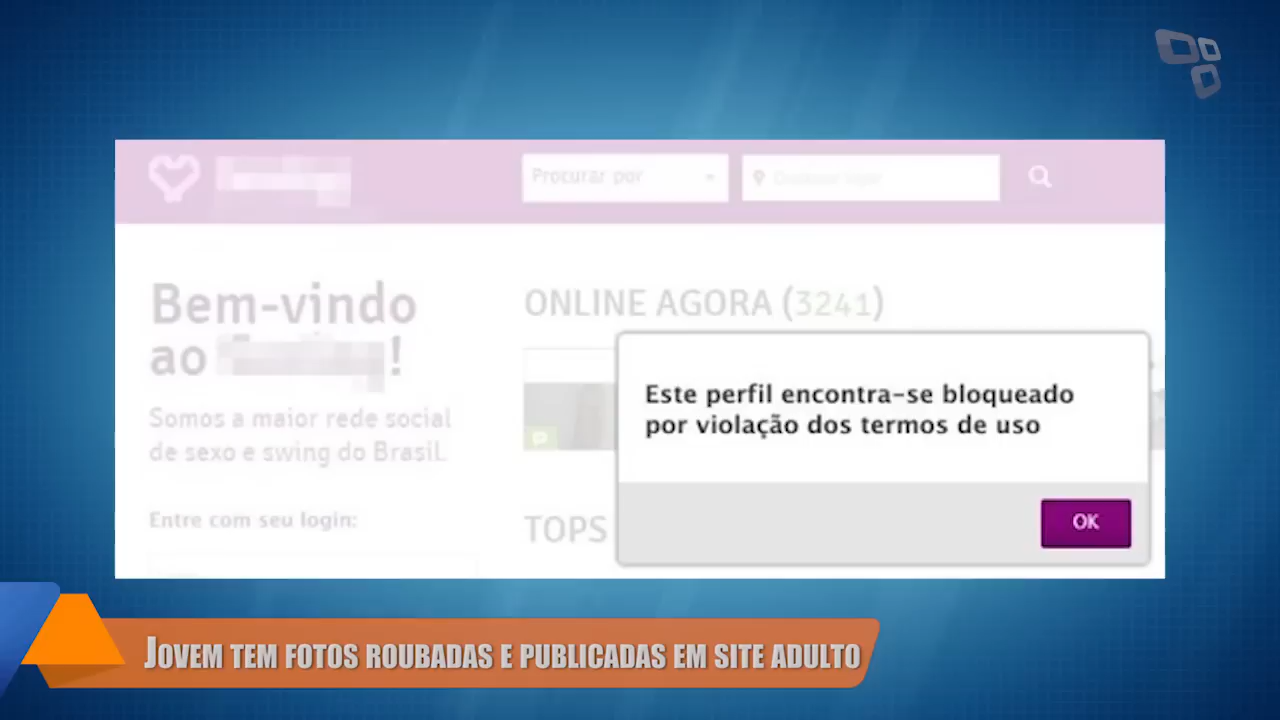 Procurar por
Bem-vindo
ao !
Somos a maior rede social
de sexo e swing do Brasil.
Entre com seu login:
ONLINE AGORA (3241)
TOPS
Este perfil encontra-se bloqueado
por violação dos termos de uso
OK
JOVEM TEM FOTOS ROUBADAS E PUBLICADAS EM SITE ADULTO